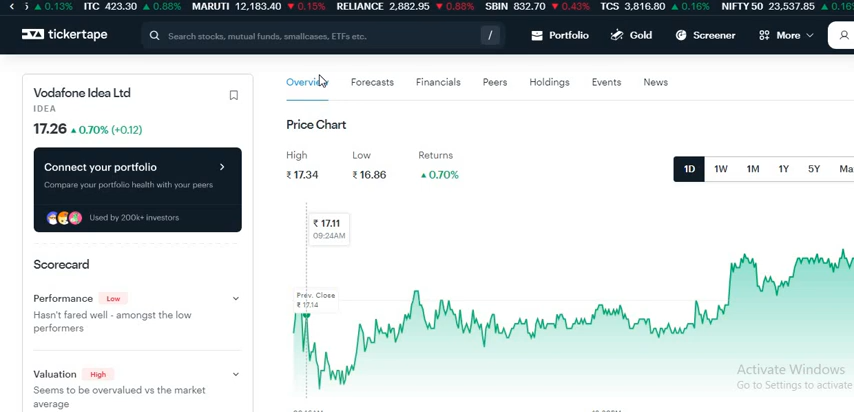 5 ▲ 0.13% ITC 423.30 ▲ 0.88% MARUTI 12,183.40 ▼ 0.15% RELIANCE 2,882.95 ▼ 0.88% SBIN 832.70 ▼ 0.43% TCS 3,816.80 ▲ 0.16% NIFTY 50 23,537.85 ▲ 0.16%
tickertape
Search stocks, mutual funds, smallcases, ETFs etc.
/
Portfolio
Gold
Screener
More
Vodafone Idea Ltd
IDEA
17.26 ▲ 0.70% (+0.12)
Connect your portfolio
Compare your portfolio health with your peers
Used by 200k+ investors
Scorecard
Performance Low
Hasn't fared well - amongst the low
performers
Valuation High
Seems to be overvalued vs the market
average
Overview Forecasts Financials Peers Holdings Events News
Price Chart
High Low Returns
₹ 17.34 ₹ 16.86 ▲ 0.70%
1D 1W 1M 1Y 5Y
₹ 17.11
09:24AM
Prev. Close
₹ 17.14
Activate Windows
Go to Settings to activate